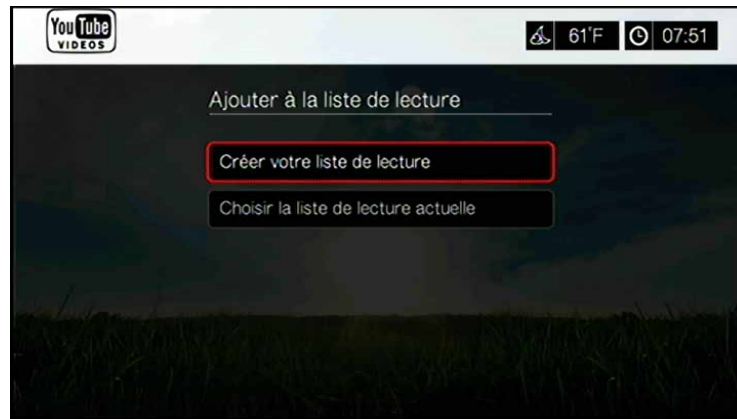 You Tube
VIDEOS
61°F
07:51
Ajouter à la liste de lecture
Créer votre liste de lecture
Choisir la liste de lecture actuelle